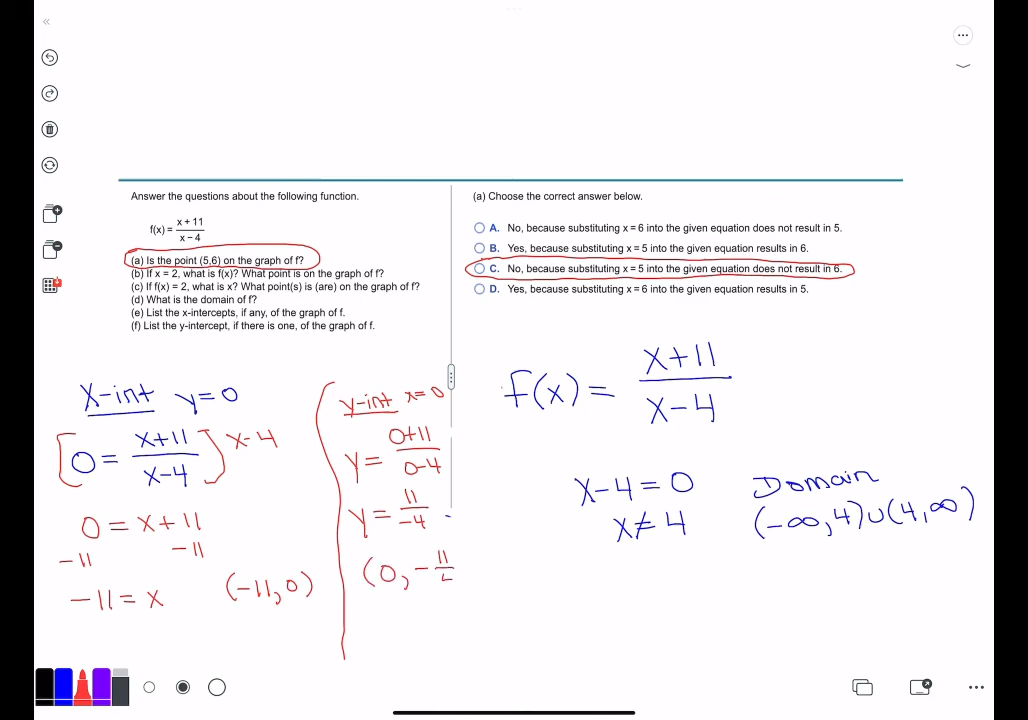 Answer the questions about the following function.
f(x) = x + 11 / x − 4
(a) Is the point (5,6) on the graph of f?
(b) If x = 2, what is f(x)? What point is on the graph of f?
(c) If f(x) = 2, what is x? What point(s) is (are) on the graph of f?
(d) What is the domain of f?
(e) List the x-intercepts, if any, of the graph of f.
(f) List the y-intercept, if there is one, of the graph of f.
(a) Choose the correct answer below.
A. No, because substituting x = 6 into the given equation does not result in 5.
B. Yes, because substituting x = 5 into the given equation results in 6.
C. No, because substituting x = 5 into the given equation does not result in 6.
D. Yes, because substituting x = 6 into the given equation results in 5.
X-int y=0
[0 = x+11 / x-4] x-4
0 = x+11
-11 -11
-11 = x (-11,0)
y-int x=0
y = 0+11 / 0-4
y = 11 / -4
(0, -11
f(x) = x+11 / x-4
x-4=0
x≠4
Domain
(-∞,4)∪(4,∞)